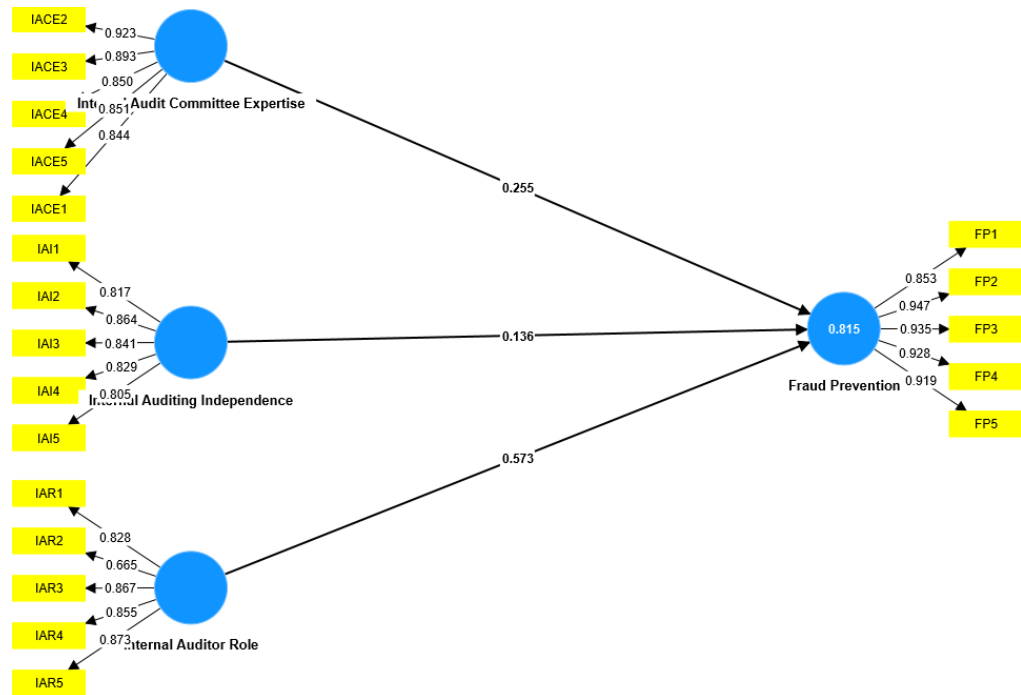 IACE2
0.923
IACE3
0.893
0.850
IACE4
0.851
Audit Committee Expertise
IACE5
0.844
IACE1
0.255
IAI1
0.817
IAI2
0.864
IAI3
0.841
IAI4
0.829
0.805
Auditing Independence
IAI5
0.136
IAR1
0.828
IAR2
0.665
IAR3
0.867
IAR4
0.855
0.873
Auditor Role
IAR5
0.573
0.815
Fraud Prevention
FP1
0.853
FP2
0.947
FP3
0.935
FP4
0.928
FP5
0.919